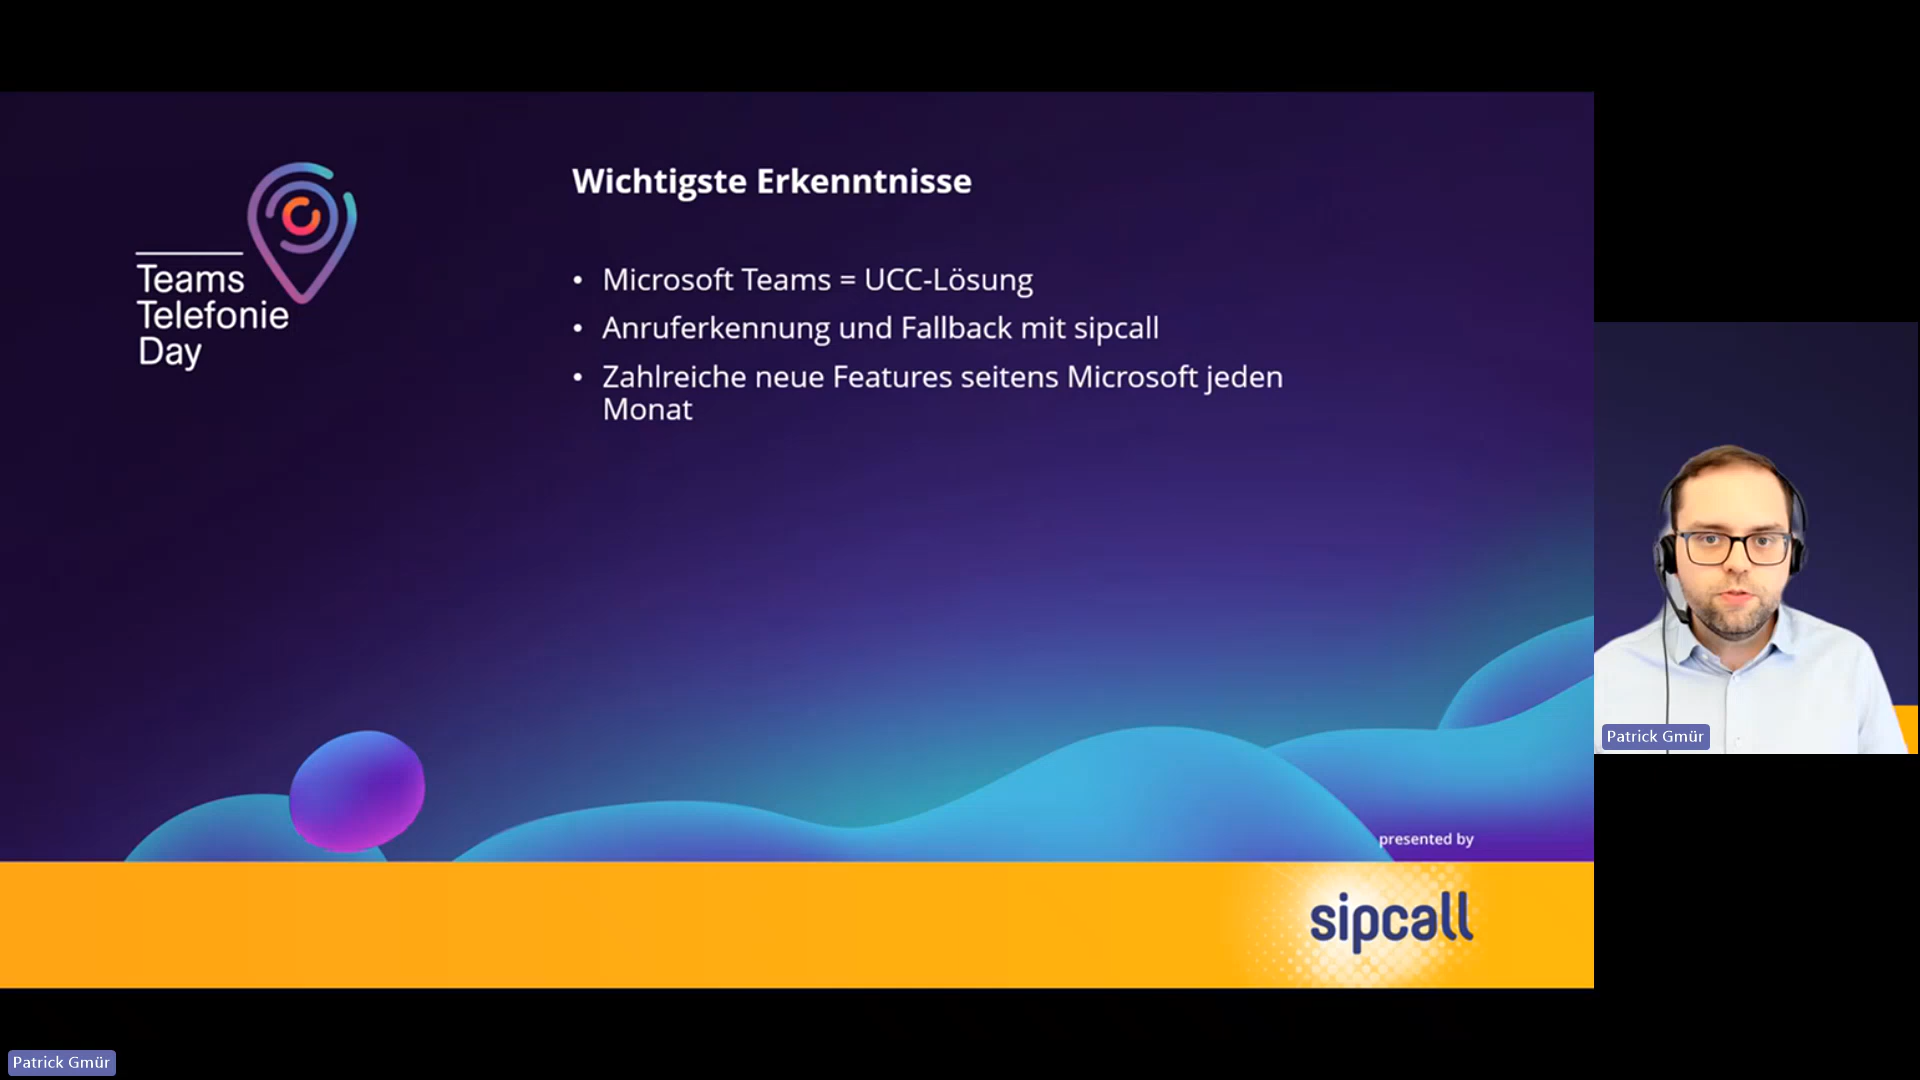 Teams
Telefonie
Day
Wichtigste Erkenntnisse
• Microsoft Teams = UCC-Lösung
• Anruferkennung und Fallback mit sipcall
• Zahlreiche neue Features seitens Microsoft jeden
Monat
presented by
sipcall
Patrick Gmür
Patrick Gmür